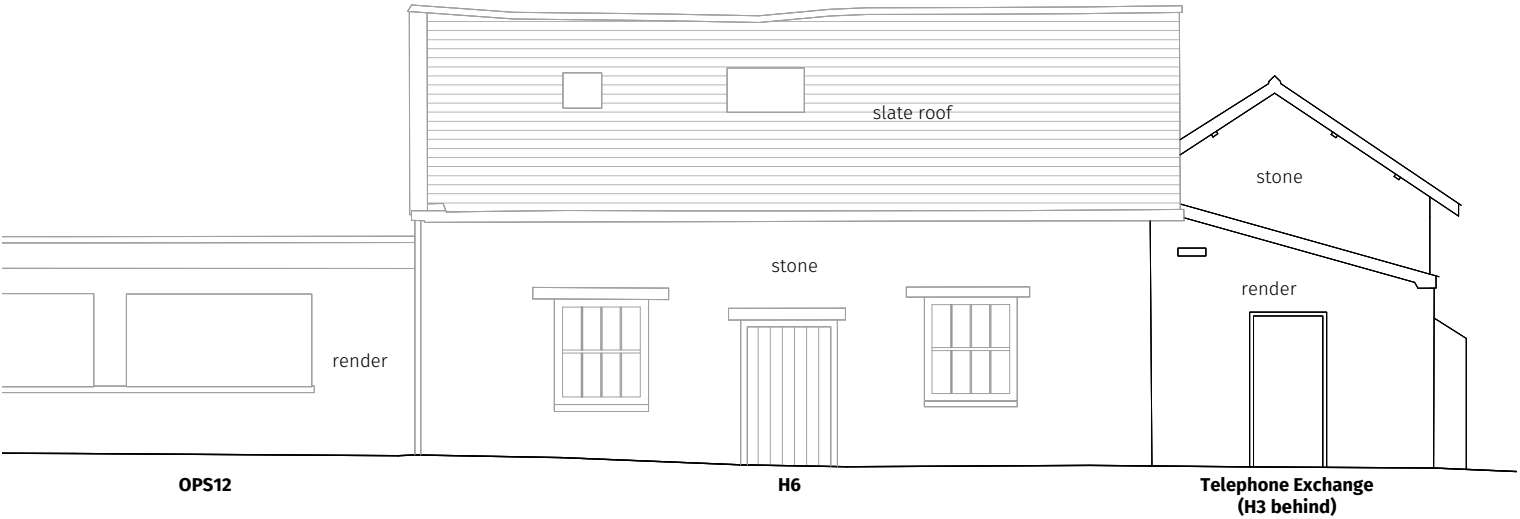 slate roof
stone
stone
render
render
OPS12
H6
Telephone Exchange
(H3 behind)